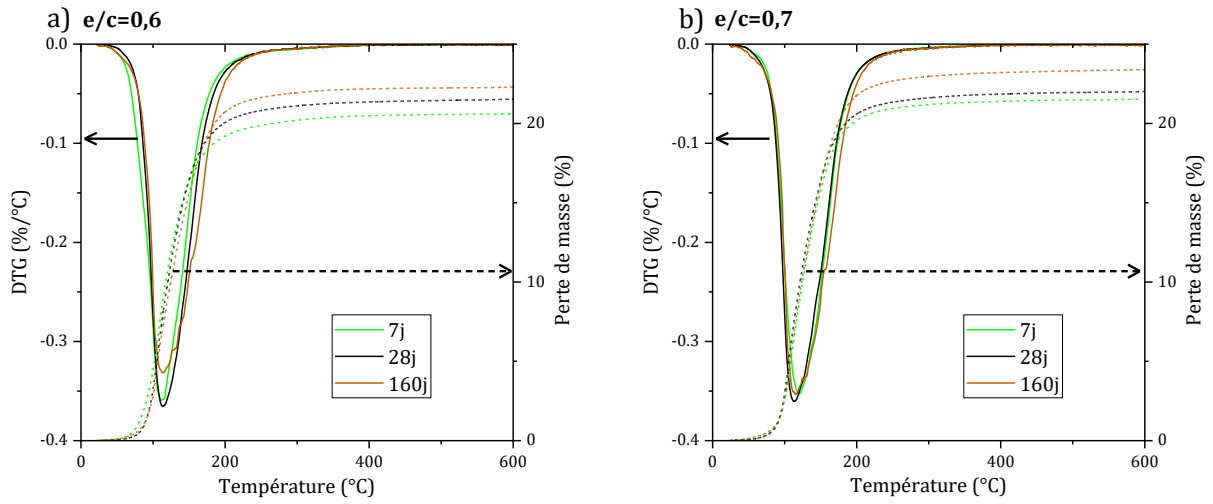 a) e/c=0,6
0.0
-0.1
-0.2
-0.3
-0.4
DTG (%/°C)
0
200
400
600
Température (°C)
20
10
0
Perte de masse (%)
7j
28j
160j
b) e/c=0,7
0.0
-0.1
-0.2
-0.3
-0.4
DTG (%/°C)
0
200
400
600
Température (°C)
20
10
0
Perte de masse (%)
7j
28j
160j